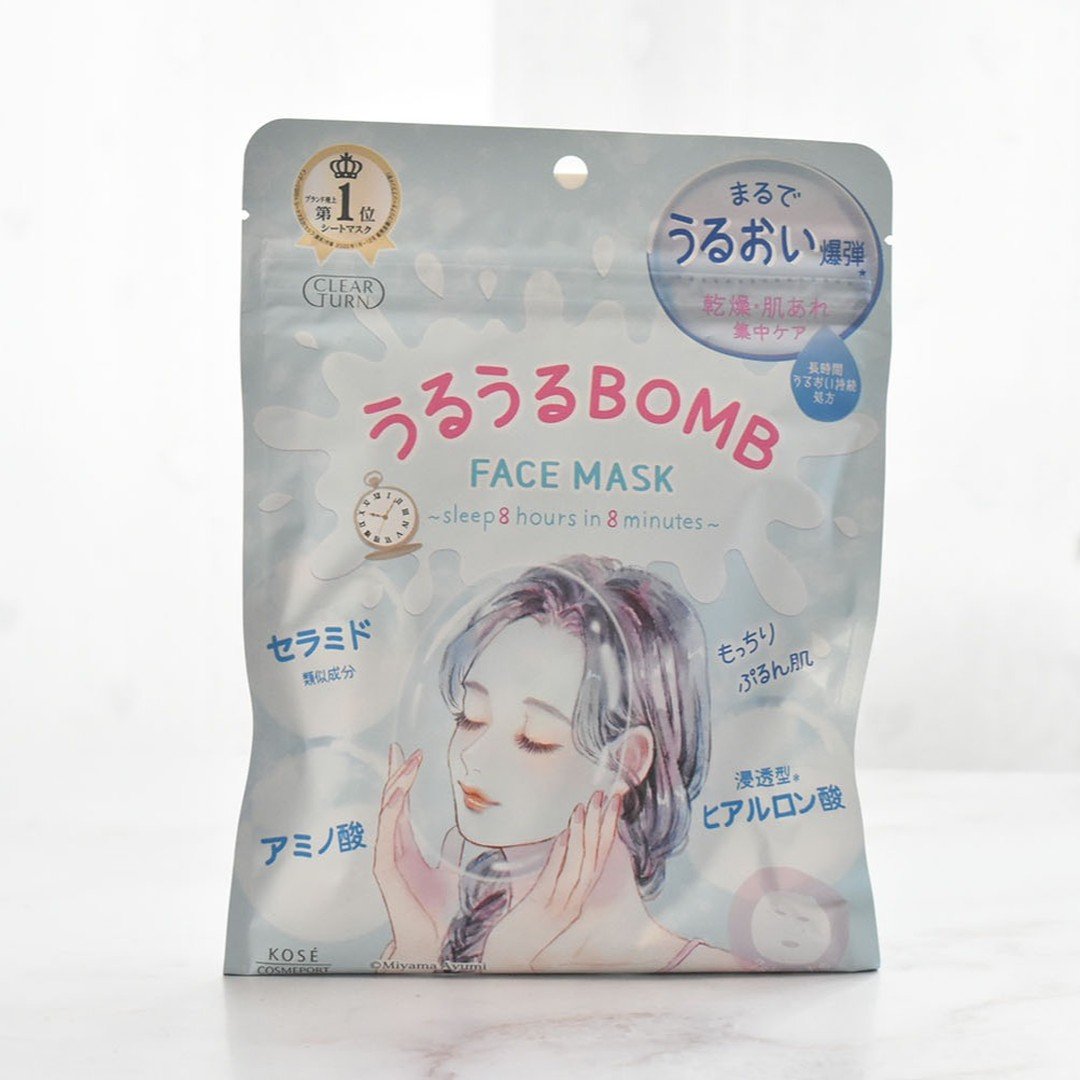 ブランド売上
第1位
シートマスク
CLEAR
TURN
まるで
うるおい爆弾*
乾燥・肌あれ
集中ケア
長時間
うるおい持続
処方
うるうるBOMB
FACE MASK
~sleep 8 hours in 8 minutes~
セラミド
類似成分
もっちり
ぷるん肌
浸透型*
ヒアルロン酸
アミノ酸
KOSÉ
COSMEPORT
©Miyama Ayumi